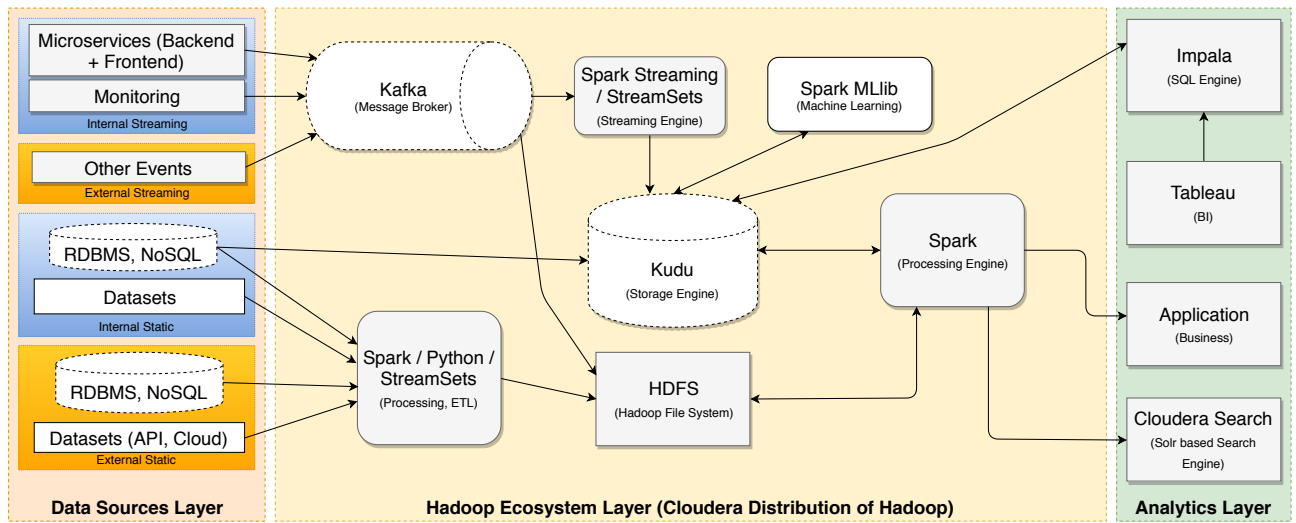 Microservices (Backend
+ Frontend)
Monitoring
Internal Streaming
Other Events
External Streaming
RDBMS, NoSQL
Datasets
Internal Static
RDBMS, NoSQL
Datasets (API, Cloud)
External Static
Data Sources Layer
Kafka
(Message Broker)
Spark Streaming
/ StreamSets
(Streaming Engine)
Spark MLlib
(Machine Learning)
Kudu
(Storage Engine)
Spark
(Processing Engine)
Spark / Python /
StreamSets
(Processing, ETL)
HDFS
(Hadoop File System)
Hadoop Ecosystem Layer (Cloudera Distribution of Hadoop)
Impala
(SQL Engine)
Tableau
(BI)
Application
(Business)
Cloudera Search
(Solr based Search
Engine)
Analytics Layer